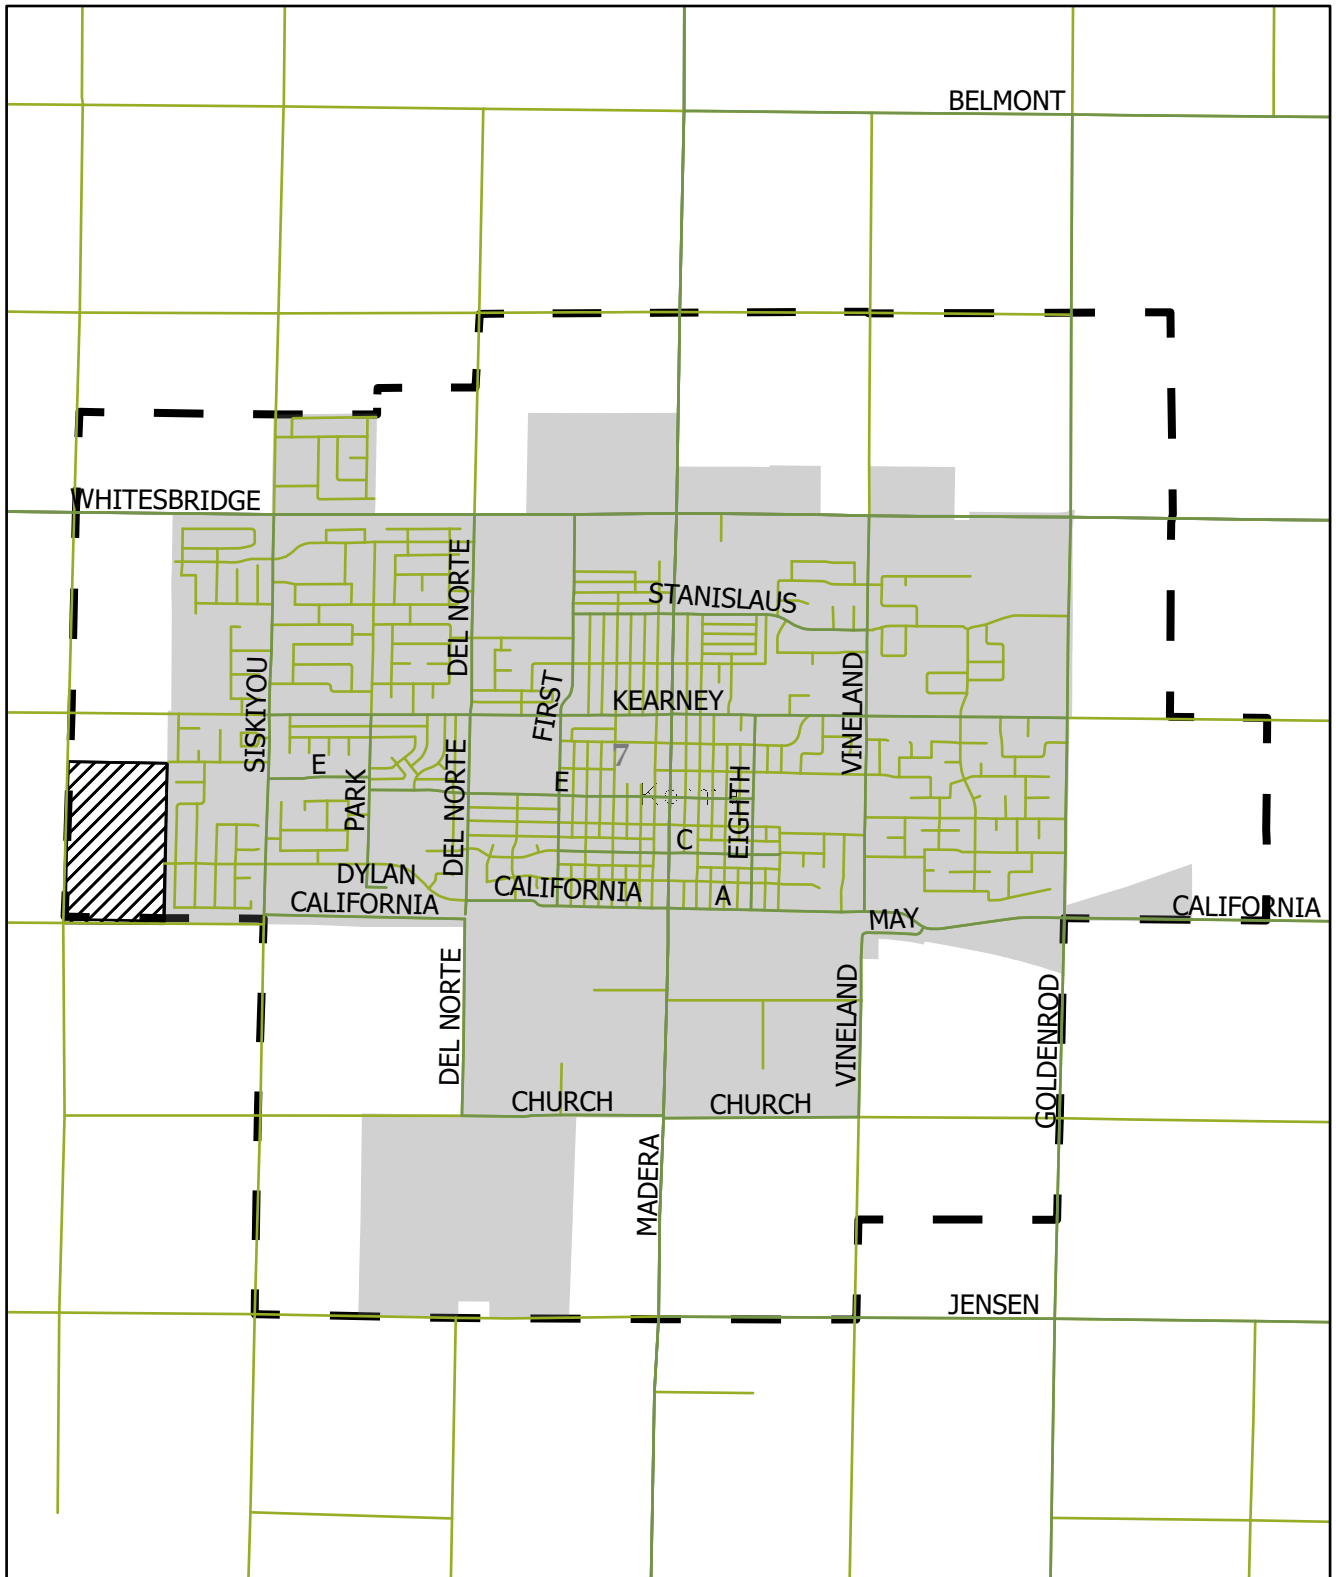 BELMONT
WHITESBRIDGE
DEL NORTE
STANISLAUS
SISKIYOU
FIRST
KEARNEY
VINELAND
E
PARK
DEL NORTE
E
7
EIGHTH
C
DYLAN
CALIFORNIA
CALIFORNIA
A
MAY
CALIFORNIA
DEL NORTE
VINELAND
GOLDENROD
CHURCH
CHURCH
MADERA
JENSEN